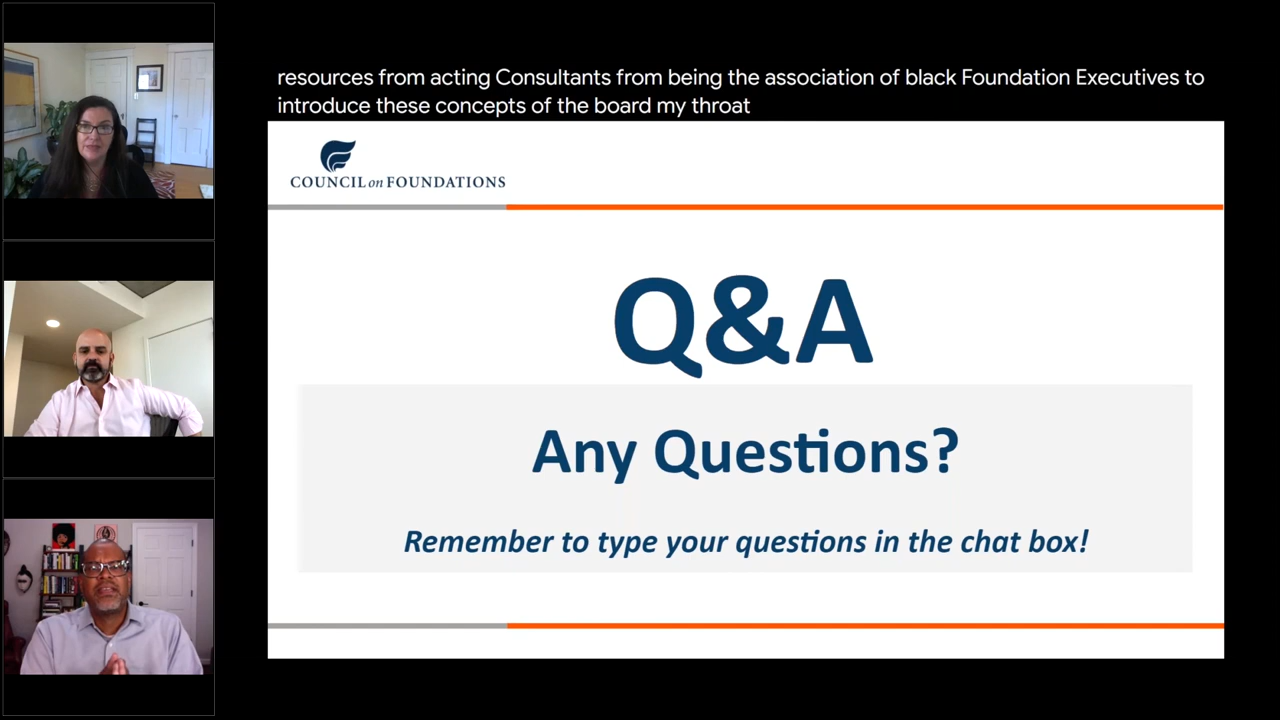 resources from acting Consultants from being the association of black Foundation Executives to
introduce these concepts of the board my throat
COUNCIL on FOUNDATIONS
Q&A
Any Questions?
Remember to type your questions in the chat box!